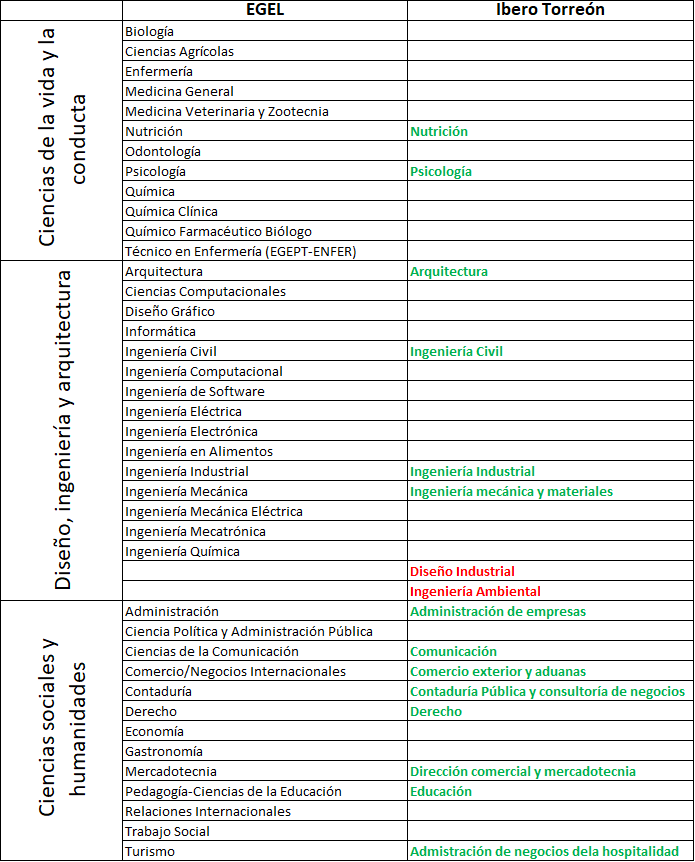 EGEL Ibero Torreón
Ciencias de la vida y la
conducta
Biología
Ciencias Agrícolas
Enfermería
Medicina General
Medicina Veterinaria y Zootecnia
Nutrición Nutrición
Odontología
Psicología Psicología
Química
Química Clínica
Químico Farmacéutico Biólogo
Técnico en Enfermería (EGEPT-ENFER)
Diseño, ingeniería y arquitectura
Arquitectura Arquitectura
Ciencias Computacionales
Diseño Gráfico
Informática
Ingeniería Civil Ingeniería Civil
Ingeniería Computacional
Ingeniería de Software
Ingeniería Eléctrica
Ingeniería Electrónica
Ingeniería en Alimentos
Ingeniería Industrial Ingeniería Industrial
Ingeniería Mecánica Ingeniería mecánica y materiales
Ingeniería Mecánica Eléctrica
Ingeniería Mecatrónica
Ingeniería Química
Diseño Industrial
Ingeniería Ambiental
Ciencias sociales y
humanidades
Administración Administración de empresas
Ciencia Política y Administración Pública
Ciencias de la Comunicación Comunicación
Comercio/Negocios Internacionales Comercio exterior y aduanas
Contaduría Contaduría Pública y consultoría de negocios
Derecho Derecho
Economía
Gastronomía
Mercadotecnia Dirección comercial y mercadotecnia
Pedagogía-Ciencias de la Educación Educación
Relaciones Internacionales
Trabajo Social
Turismo Admistración de negocios dela hospitalidad